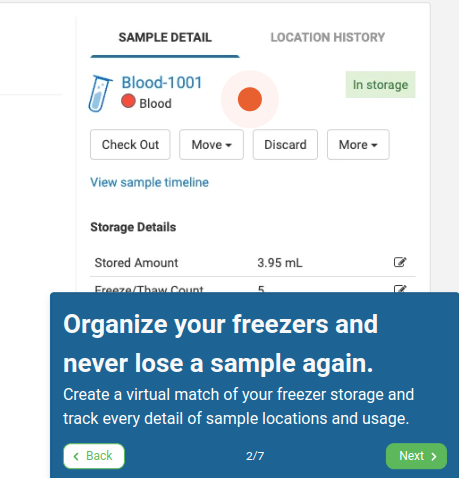 SAMPLE DETAIL LOCATION HISTORY
Blood-1001
Blood
In storage
Check Out Move Discard More
View sample timeline
Storage Details
Stored Amount 3.95 mL
Freeze/Thaw Count 5
Organize your freezers and
never lose a sample again.
Create a virtual match of your freezer storage and
track every detail of sample locations and usage.
Back 2/7 Next